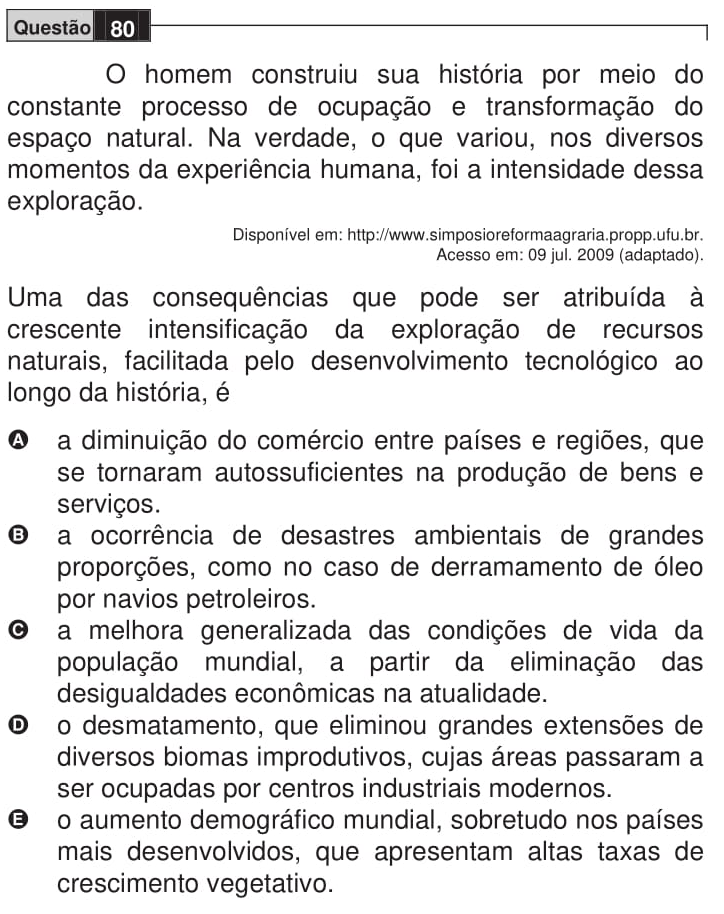 Questão 80
O homem construiu sua história por meio do
constante processo de ocupação e transformação do
espaço natural. Na verdade, o que variou, nos diversos
momentos da experiência humana, foi a intensidade dessa
exploração.
Disponível em: http://www.simposioreformaagraria.propp.ufu.br.
Acesso em: 09 jul. 2009 (adaptado).
Uma das consequências que pode ser atribuída à
crescente intensificação da exploração de recursos
naturais, facilitada pelo desenvolvimento tecnológico ao
longo da história, é
A a diminuição do comércio entre países e regiões, que
se tornaram autossuficientes na produção de bens e
serviços.
B a ocorrência de desastres ambientais de grandes
proporções, como no caso de derramamento de óleo
por navios petroleiros.
C a melhora generalizada das condições de vida da
população mundial, a partir da eliminação das
desigualdades econômicas na atualidade.
D o desmatamento, que eliminou grandes extensões de
diversos biomas improdutivos, cujas áreas passaram a
ser ocupadas por centros industriais modernos.
E o aumento demográfico mundial, sobretudo nos países
mais desenvolvidos, que apresentam altas taxas de
crescimento vegetativo.